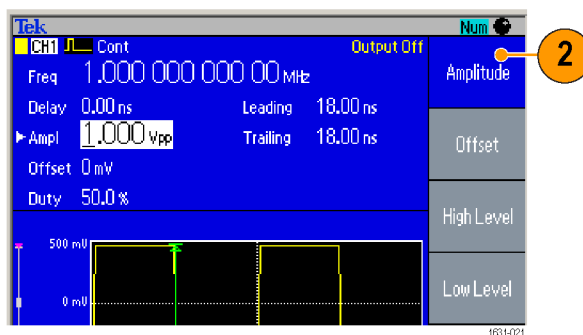 Tek Num
CH1 Cont Output Off
Freq 1.000 000 000 00 MHz
Delay 0.00 ns Leading 18.00 ns
Ampl 1.000 Vpp Trailing 18.00 ns
Offset 0 mV
Duty 50.0 %
500 mV
0 mV
Amplitude
Offset
High Level
Low Level
2
1631-021